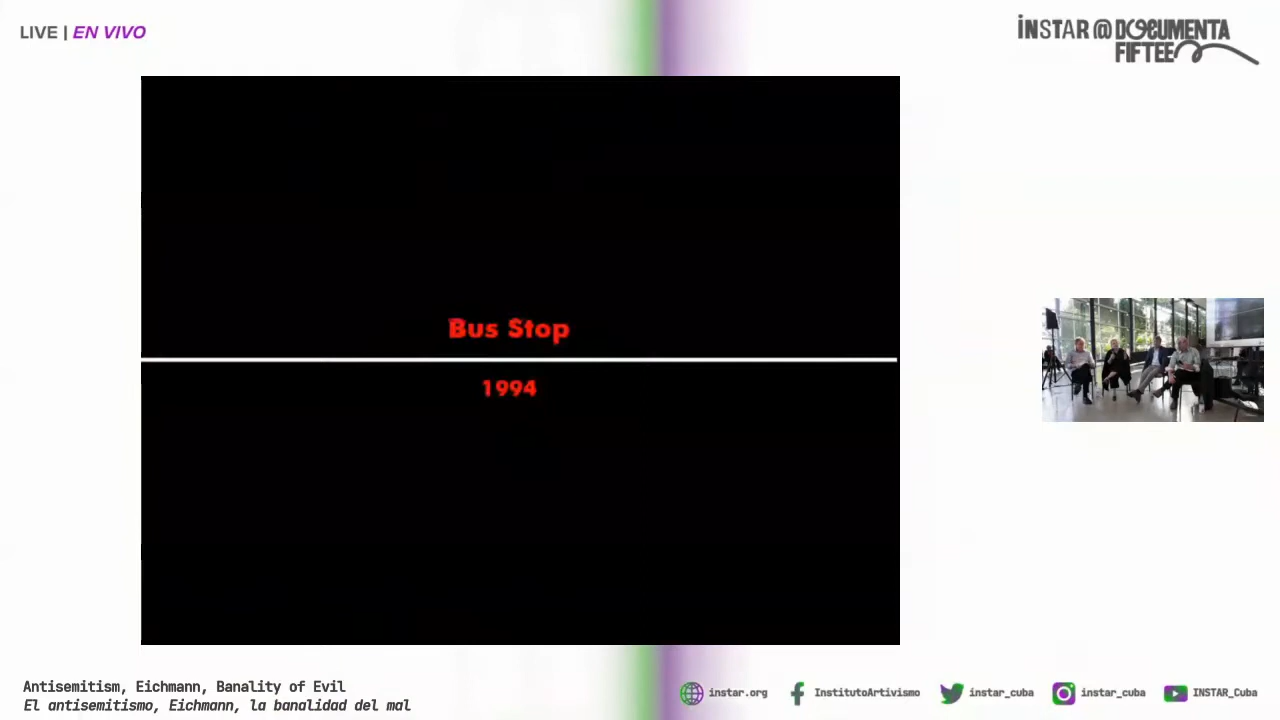 LIVE | EN VIVO
INSTAR @ DOCUMENTA
FIFTEEN
Bus Stop
1994
Antisemitism, Eichmann, Banality of Evil
El antisemitismo, Eichmann, la banalidad del mal
instar.org
InstitutoArtivismo
instar_cuba
instar_cuba
INSTAR_Cuba